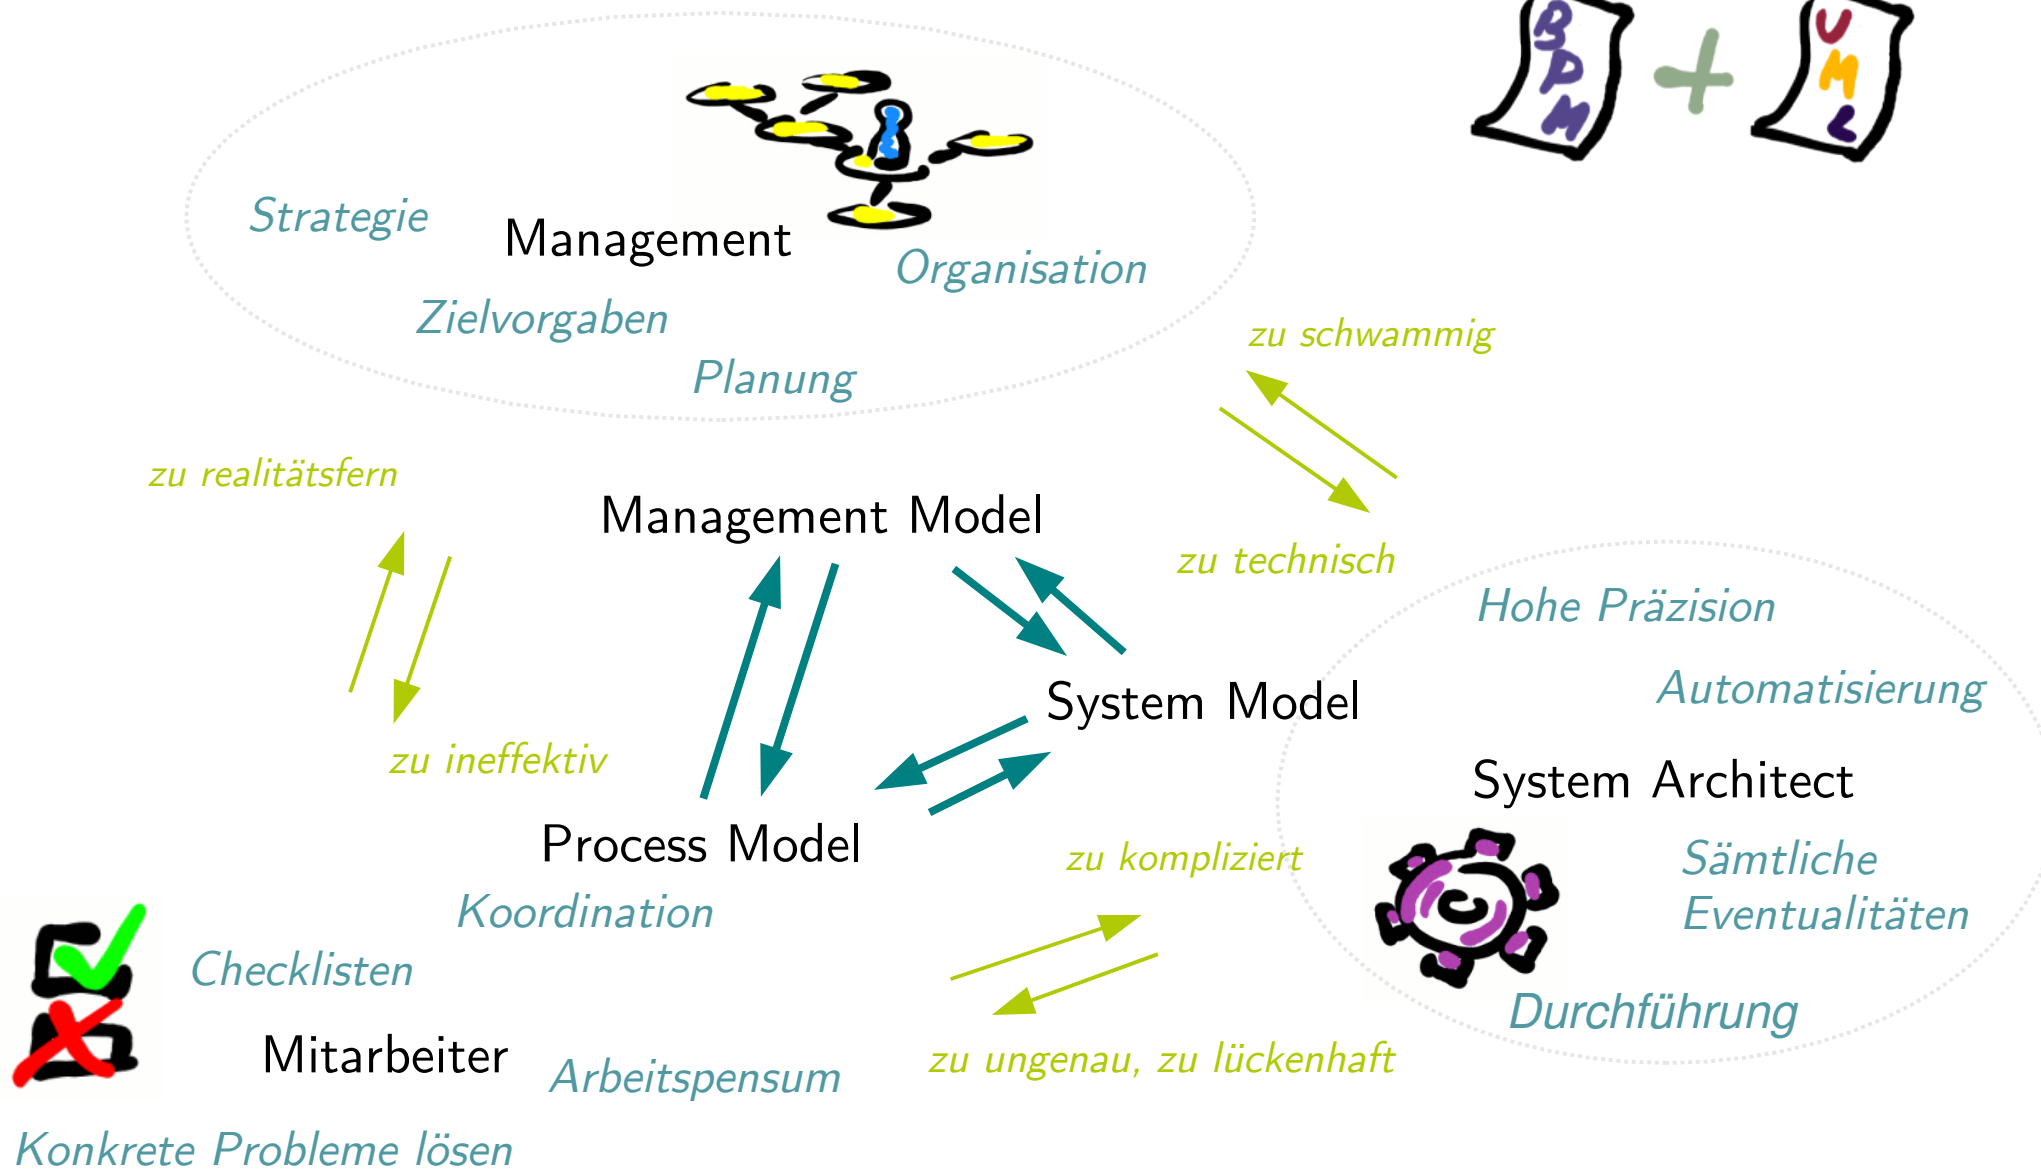 BPM
+
UML
Strategie
Management
Organisation
Zielvorgaben
Planung
zu schwammig
zu realitätsfern
Management Model
zu technisch
Hohe Präzision
System Model
Automatisierung
zu ineffektiv
System Architect
Process Model
zu kompliziert
Sämtliche
Eventualitäten
Koordination
Checklisten
Durchführung
Mitarbeiter
Arbeitspensum
zu ungenau, zu lückenhaft
Konkrete Probleme lösen